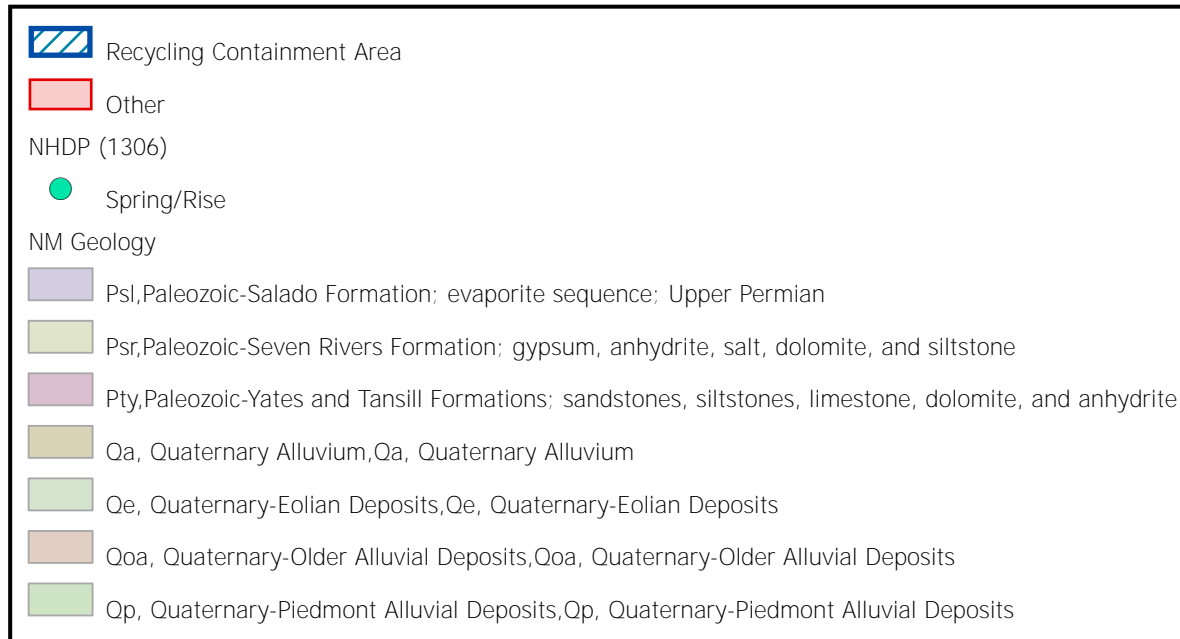 Recycling Containment Area
Other
NHDP (1306)
Spring/Rise
NM Geology
Psl,Paleozoic-Salado Formation; evaporite sequence; Upper Permian
Psr,Paleozoic-Seven Rivers Formation; gypsum, anhydrite, salt, dolomite, and siltstone
Pty,Paleozoic-Yates and Tansill Formations; sandstones, siltstones, limestone, dolomite, and anhydrite
Qa, Quaternary Alluvium,Qa, Quaternary Alluvium
Qe, Quaternary-Eolian Deposits,Qe, Quaternary-Eolian Deposits
Qoa, Quaternary-Older Alluvial Deposits,Qoa, Quaternary-Older Alluvial Deposits
Qp, Quaternary-Piedmont Alluvial Deposits,Qp, Quaternary-Piedmont Alluvial Deposits